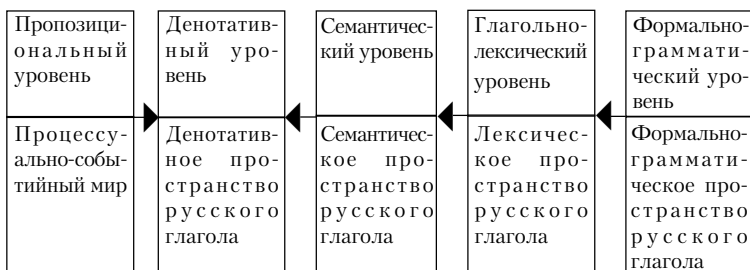 Пропозици-
ональный
уровень
Денотатив-
ный уро-
вень
Семантичес-
кий уровень
Глагольно-
лексический
уровень
Формально-
граммати-
ческий уро-
вень
Процессу-
ально-собы-
тийный мир
Денотатив-
ное про-
странство
русского
глагола
Семантичес-
кое про-
странство
русского
глагола
Лексичес-
кое про-
странство
русского
глагола
Формально-
граммати-
ческое про-
странство
русского
глагола